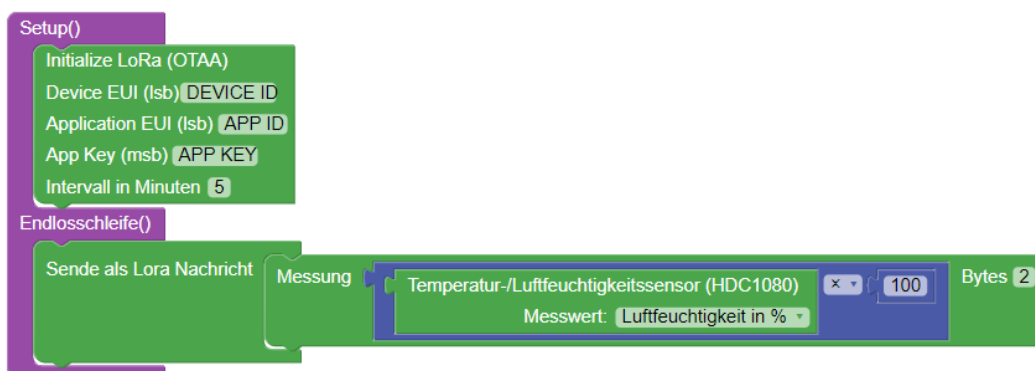 Setup()
Initialize LoRa (OTAA)
Device EUI (lsb) DEVICE ID
Application EUI (lsb) APP ID
App Key (msb) APP KEY
Intervall in Minuten 5
Endlosschleife()
Sende als Lora Nachricht Messung Temperatur-/Luftfeuchtigkeitssensor (HDC1080) × 100 Bytes 2
Messwert: Luftfeuchtigkeit in %